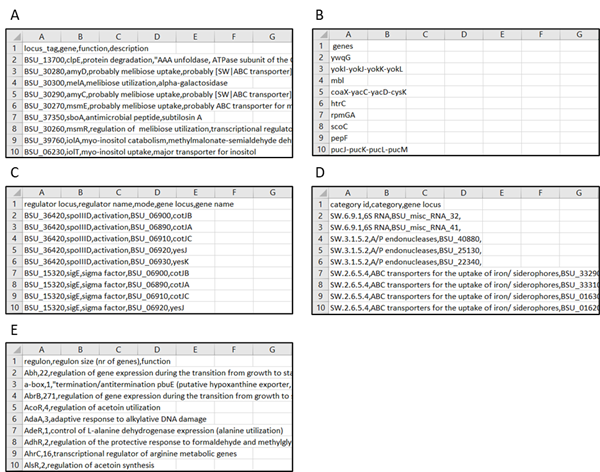 A
A B C D E F G
1 locus_tag,gene,function,description
2 BSU_13700,clpE,protein degradation,"AAA unfoldase, ATPase subunit of the
3 BSU_30280,amyD,probably melibiose uptake,probably [SW|ABC transporter]
4 BSU_30300,melA,melibiose utilization,alpha-galactosidase
5 BSU_30290,amyC,probably melibiose uptake,probably [SW|ABC transporter]
6 BSU_30270,msmE,probably melibiose uptake,probably ABC transporter for m
7 BSU_37350,sboA,antimicrobial peptide,subtilosin A
8 BSU_30260,msmR,regulation of melibiose utilization,transcriptional regulato
9 BSU_39760,iolA,myo-inositol catabolism,methylmalonate-semialdehyde deh
10 BSU_06230,iolT,myo-inositol uptake,major transporter for inositol
B
A B C D E F G
1 genes
2 ywqG
3 yokI-yokJ-yokK-yokL
4 mbl
5 coaX-yacC-yacD-cysK
6 htrC
7 rpmGA
8 scoC
9 pepF
10 pucJ-pucK-pucL-pucM
C
A B C D E F G
1 regulator locus,regulator name,mode,gene locus,gene name
2 BSU_36420,spoIIID,activation,BSU_06900,cotJB
3 BSU_36420,spoIIID,activation,BSU_06890,cotJA
4 BSU_36420,spoIIID,activation,BSU_06910,cotJC
5 BSU_36420,spoIIID,activation,BSU_06920,yesJ
6 BSU_36420,spoIIID,activation,BSU_06930,yesK
7 BSU_15320,sigE,sigma factor,BSU_06900,cotJB
8 BSU_15320,sigE,sigma factor,BSU_06890,cotJA
9 BSU_15320,sigE,sigma factor,BSU_06910,cotJC
10 BSU_15320,sigE,sigma factor,BSU_06920,yesJ
D
A B C D E F G
1 category id,category,gene locus
2 SW.6.9.1,6S RNA,BSU_misc_RNA_32,
3 SW.6.9.1,6S RNA,BSU_misc_RNA_41,
4 SW.3.1.5.2,A/P endonucleases,BSU_40880,
5 SW.3.1.5.2,A/P endonucleases,BSU_25130,
6 SW.3.1.5.2,A/P endonucleases,BSU_22340,
7 SW.2.6.5.4,ABC transporters for the uptake of iron/ siderophores,BSU_33290
8 SW.2.6.5.4,ABC transporters for the uptake of iron/ siderophores,BSU_33310
9 SW.2.6.5.4,ABC transporters for the uptake of iron/ siderophores,BSU_01630
10 SW.2.6.5.4,ABC transporters for the uptake of iron/ siderophores,BSU_01620
E
A B C D E F G
1 regulon,regulon size (nr of genes),function
2 Abh,22,regulation of gene expression during the transition from growth to sta
3 a-box,1,"termination/antitermination pbuE (putative hypoxanthine exporter,
4 AbrB,271,regulation of gene expression during the transition from growth to
5 AcoR,4,regulation of acetoin utilization
6 AdaA,3,adaptive response to alkylative DNA damage
7 AdeR,1,control of L-alanine dehydrogenase expression (alanine utilization)
8 AdhR,2,regulation of the protective response to formaldehyde and methylgly
9 AhrC,16,transcriptional regulator of arginine metabolic genes
10 AlsR,2,regulation of acetoin synthesis